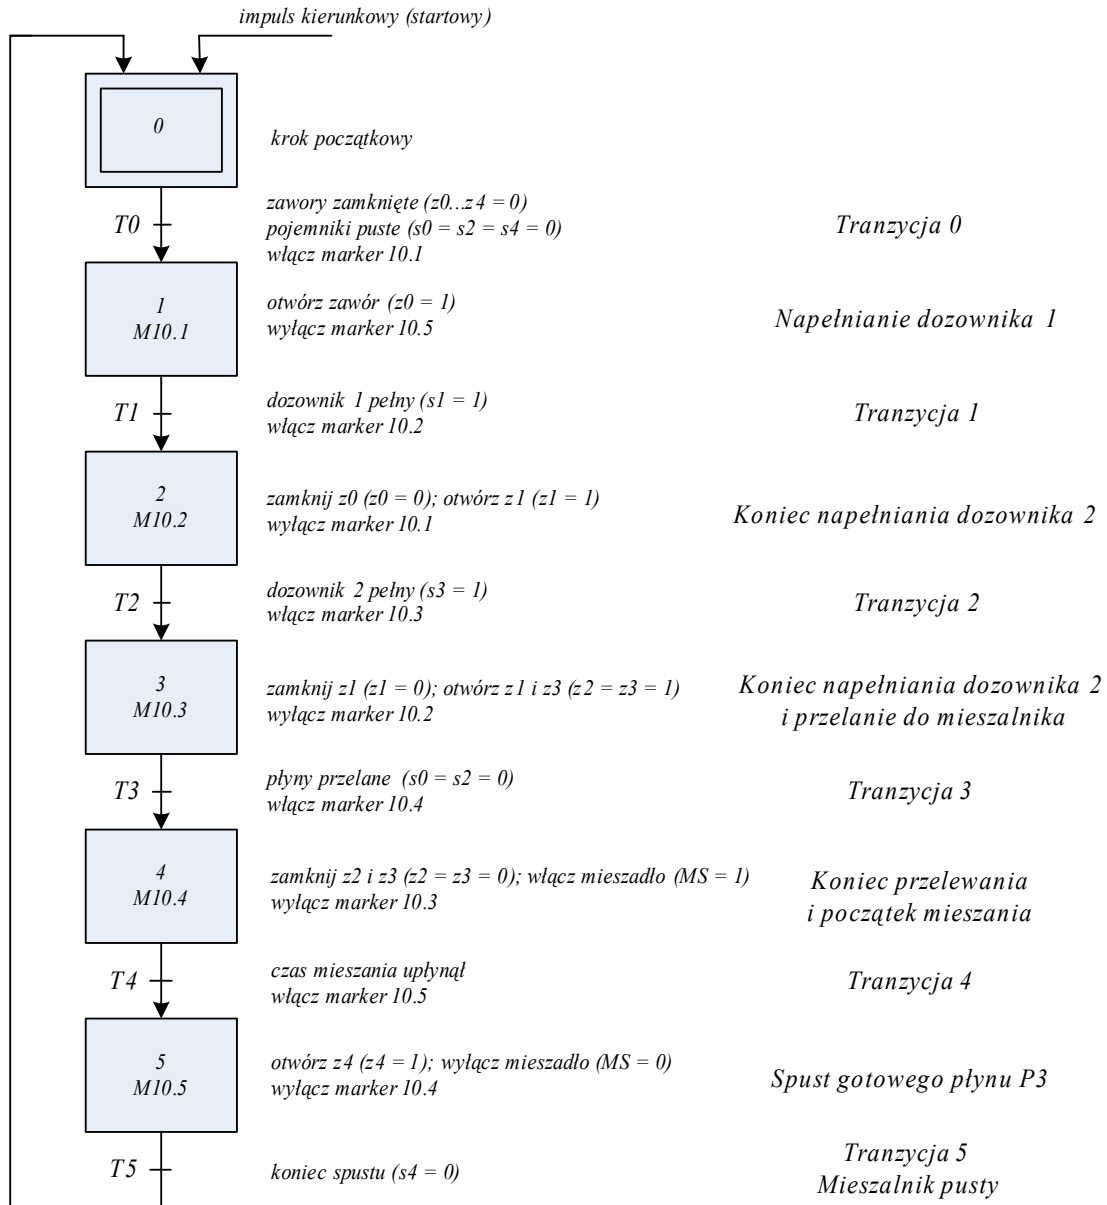 impuls kierunkowy (startowy)
0
krok początkowy
T0
zawory zamknięte (z0...z4 = 0)
pojemniki puste (s0 = s2 = s4 = 0)
włącz marker 10.1
Tranzycja 0
1
M10.1
otwórz zawór (z0 = 1)
wyłącz marker 10.5
Napełnianie dozownika 1
T1
dozownik 1 pełny (s1 = 1)
włącz marker 10.2
Tranzycja 1
2
M10.2
zamknij z0 (z0 = 0); otwórz z1 (z1 = 1)
wyłącz marker 10.1
Koniec napełniania dozownika 2
T2
dozownik 2 pełny (s3 = 1)
włącz marker 10.3
Tranzycja 2
3
M10.3
zamknij z1 (z1 = 0); otwórz z1 i z3 (z2 = z3 = 1)
wyłącz marker 10.2
Koniec napełniania dozownika 2
i przelanie do mieszalnika
T3
płyny przelane (s0 = s2 = 0)
włącz marker 10.4
Tranzycja 3
4
M10.4
zamknij z2 i z3 (z2 = z3 = 0); włącz mieszadło (MS = 1)
wyłącz marker 10.3
Koniec przelewania
i początek mieszania
T4
czas mieszania upłynął
włącz marker 10.5
Tranzycja 4
5
M10.5
otwórz z4 (z4 = 1); wyłącz mieszadło (MS = 0)
wyłącz marker 10.4
Spust gotowego płynu P3
T5
koniec spustu (s4 = 0)
Tranzycja 5
Mieszalnik pusty